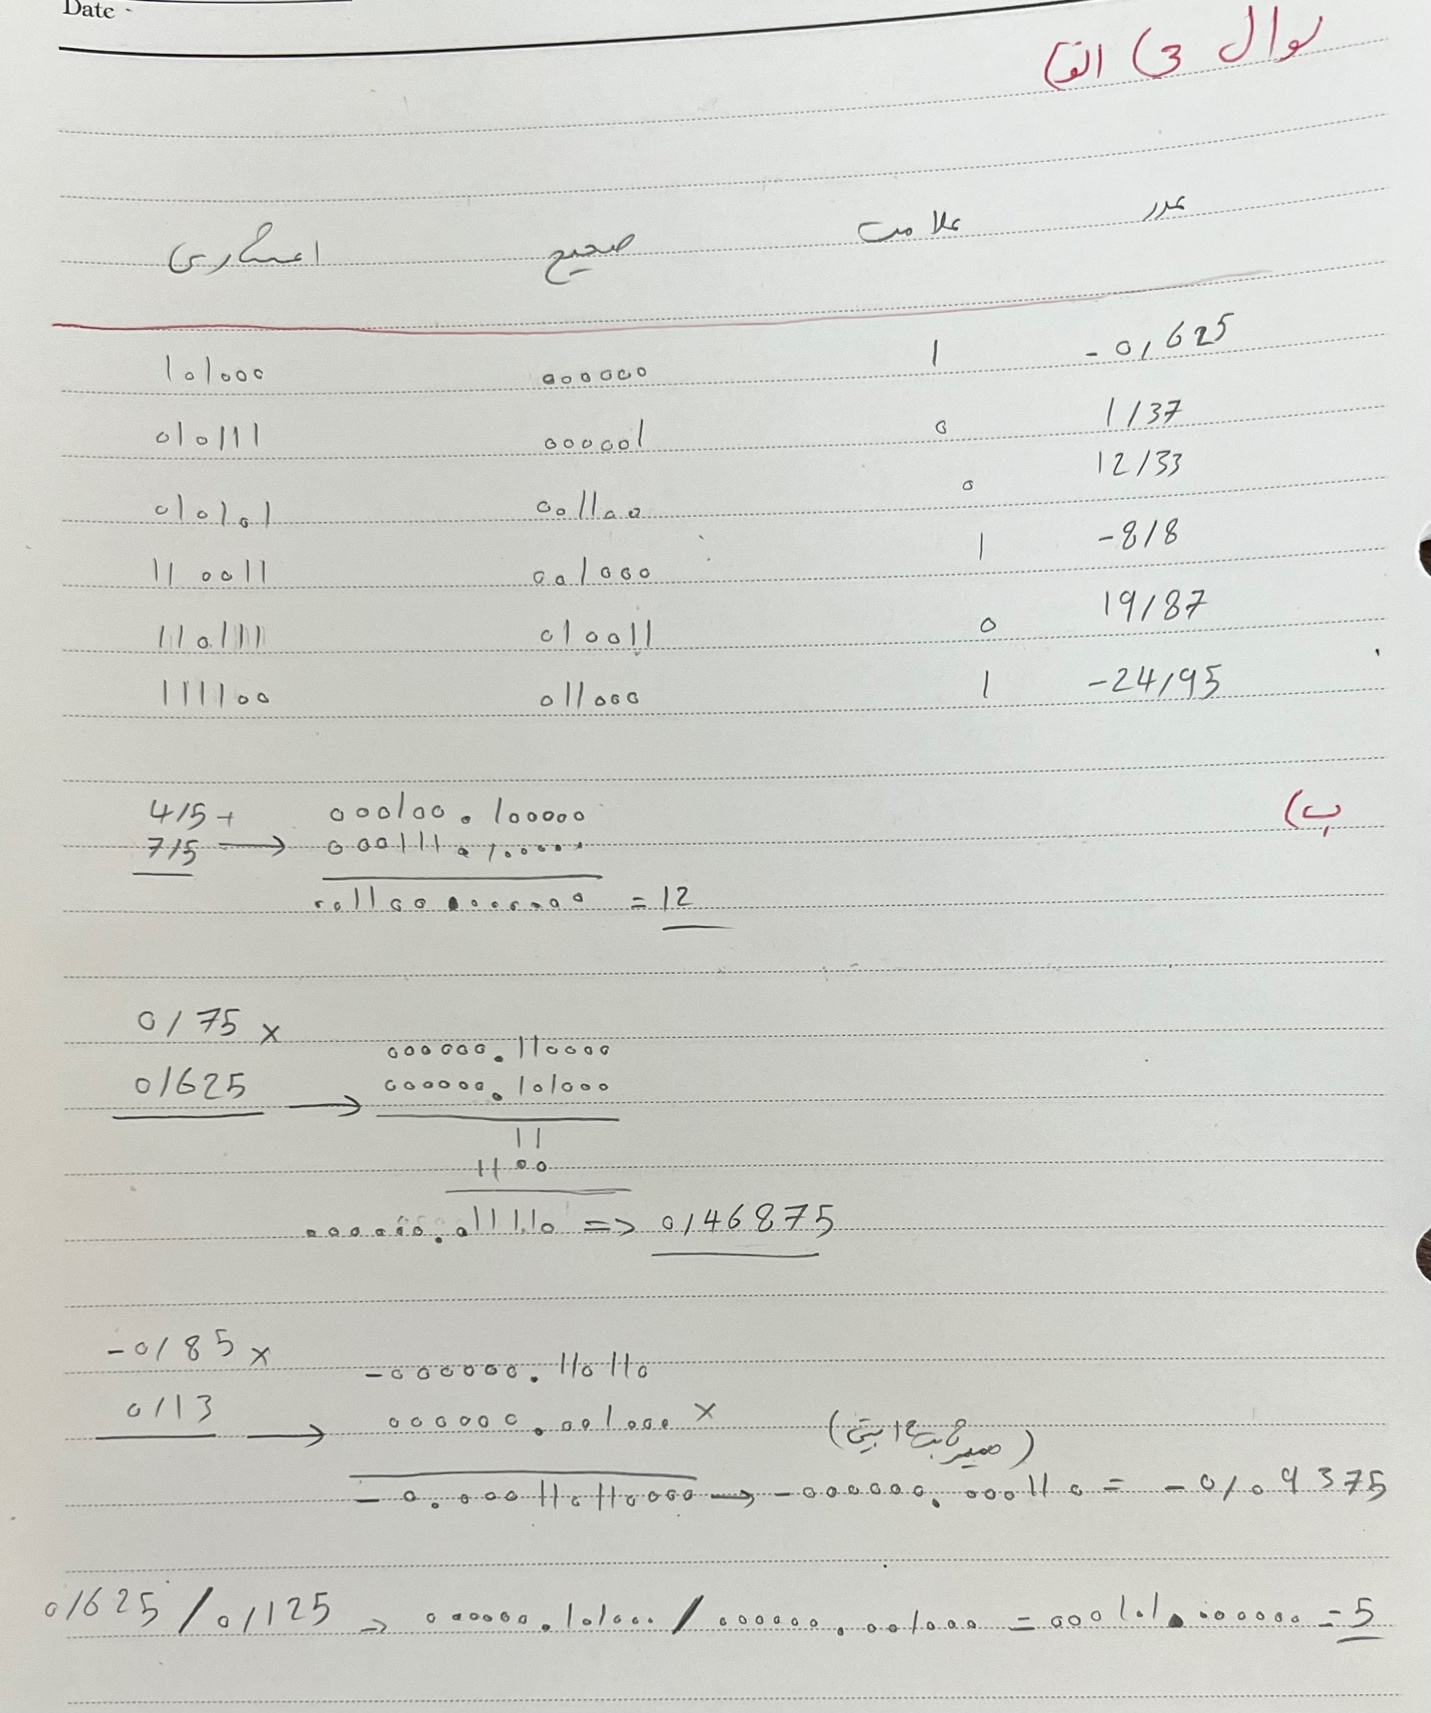 Date
سوال 3) الف)
عدد علامت صحیح اعشاری
-0,625 1 000000 101000
1/37 0 000001 010111
12/33 0 001100 010101
-8/8 1 001000 110011
19/87 0 010011 110111
-24/95 1 011000 111100
ب)
4/5 + 000100.100000
7/5 → 000111.100000
001100.000000 = 12
0/75 × 000000.110000
0/625 → 000000.101000
11
1100
000000.011110 => 0/46875
-0/85 × -000000.110110
0/13 → 000000.001000 ×
-0.000110110000 → -000000.000110 = -0/09375
0/625 / 0/125 => 000000.101000 / 000000.001000 = 000101.000000 = 5